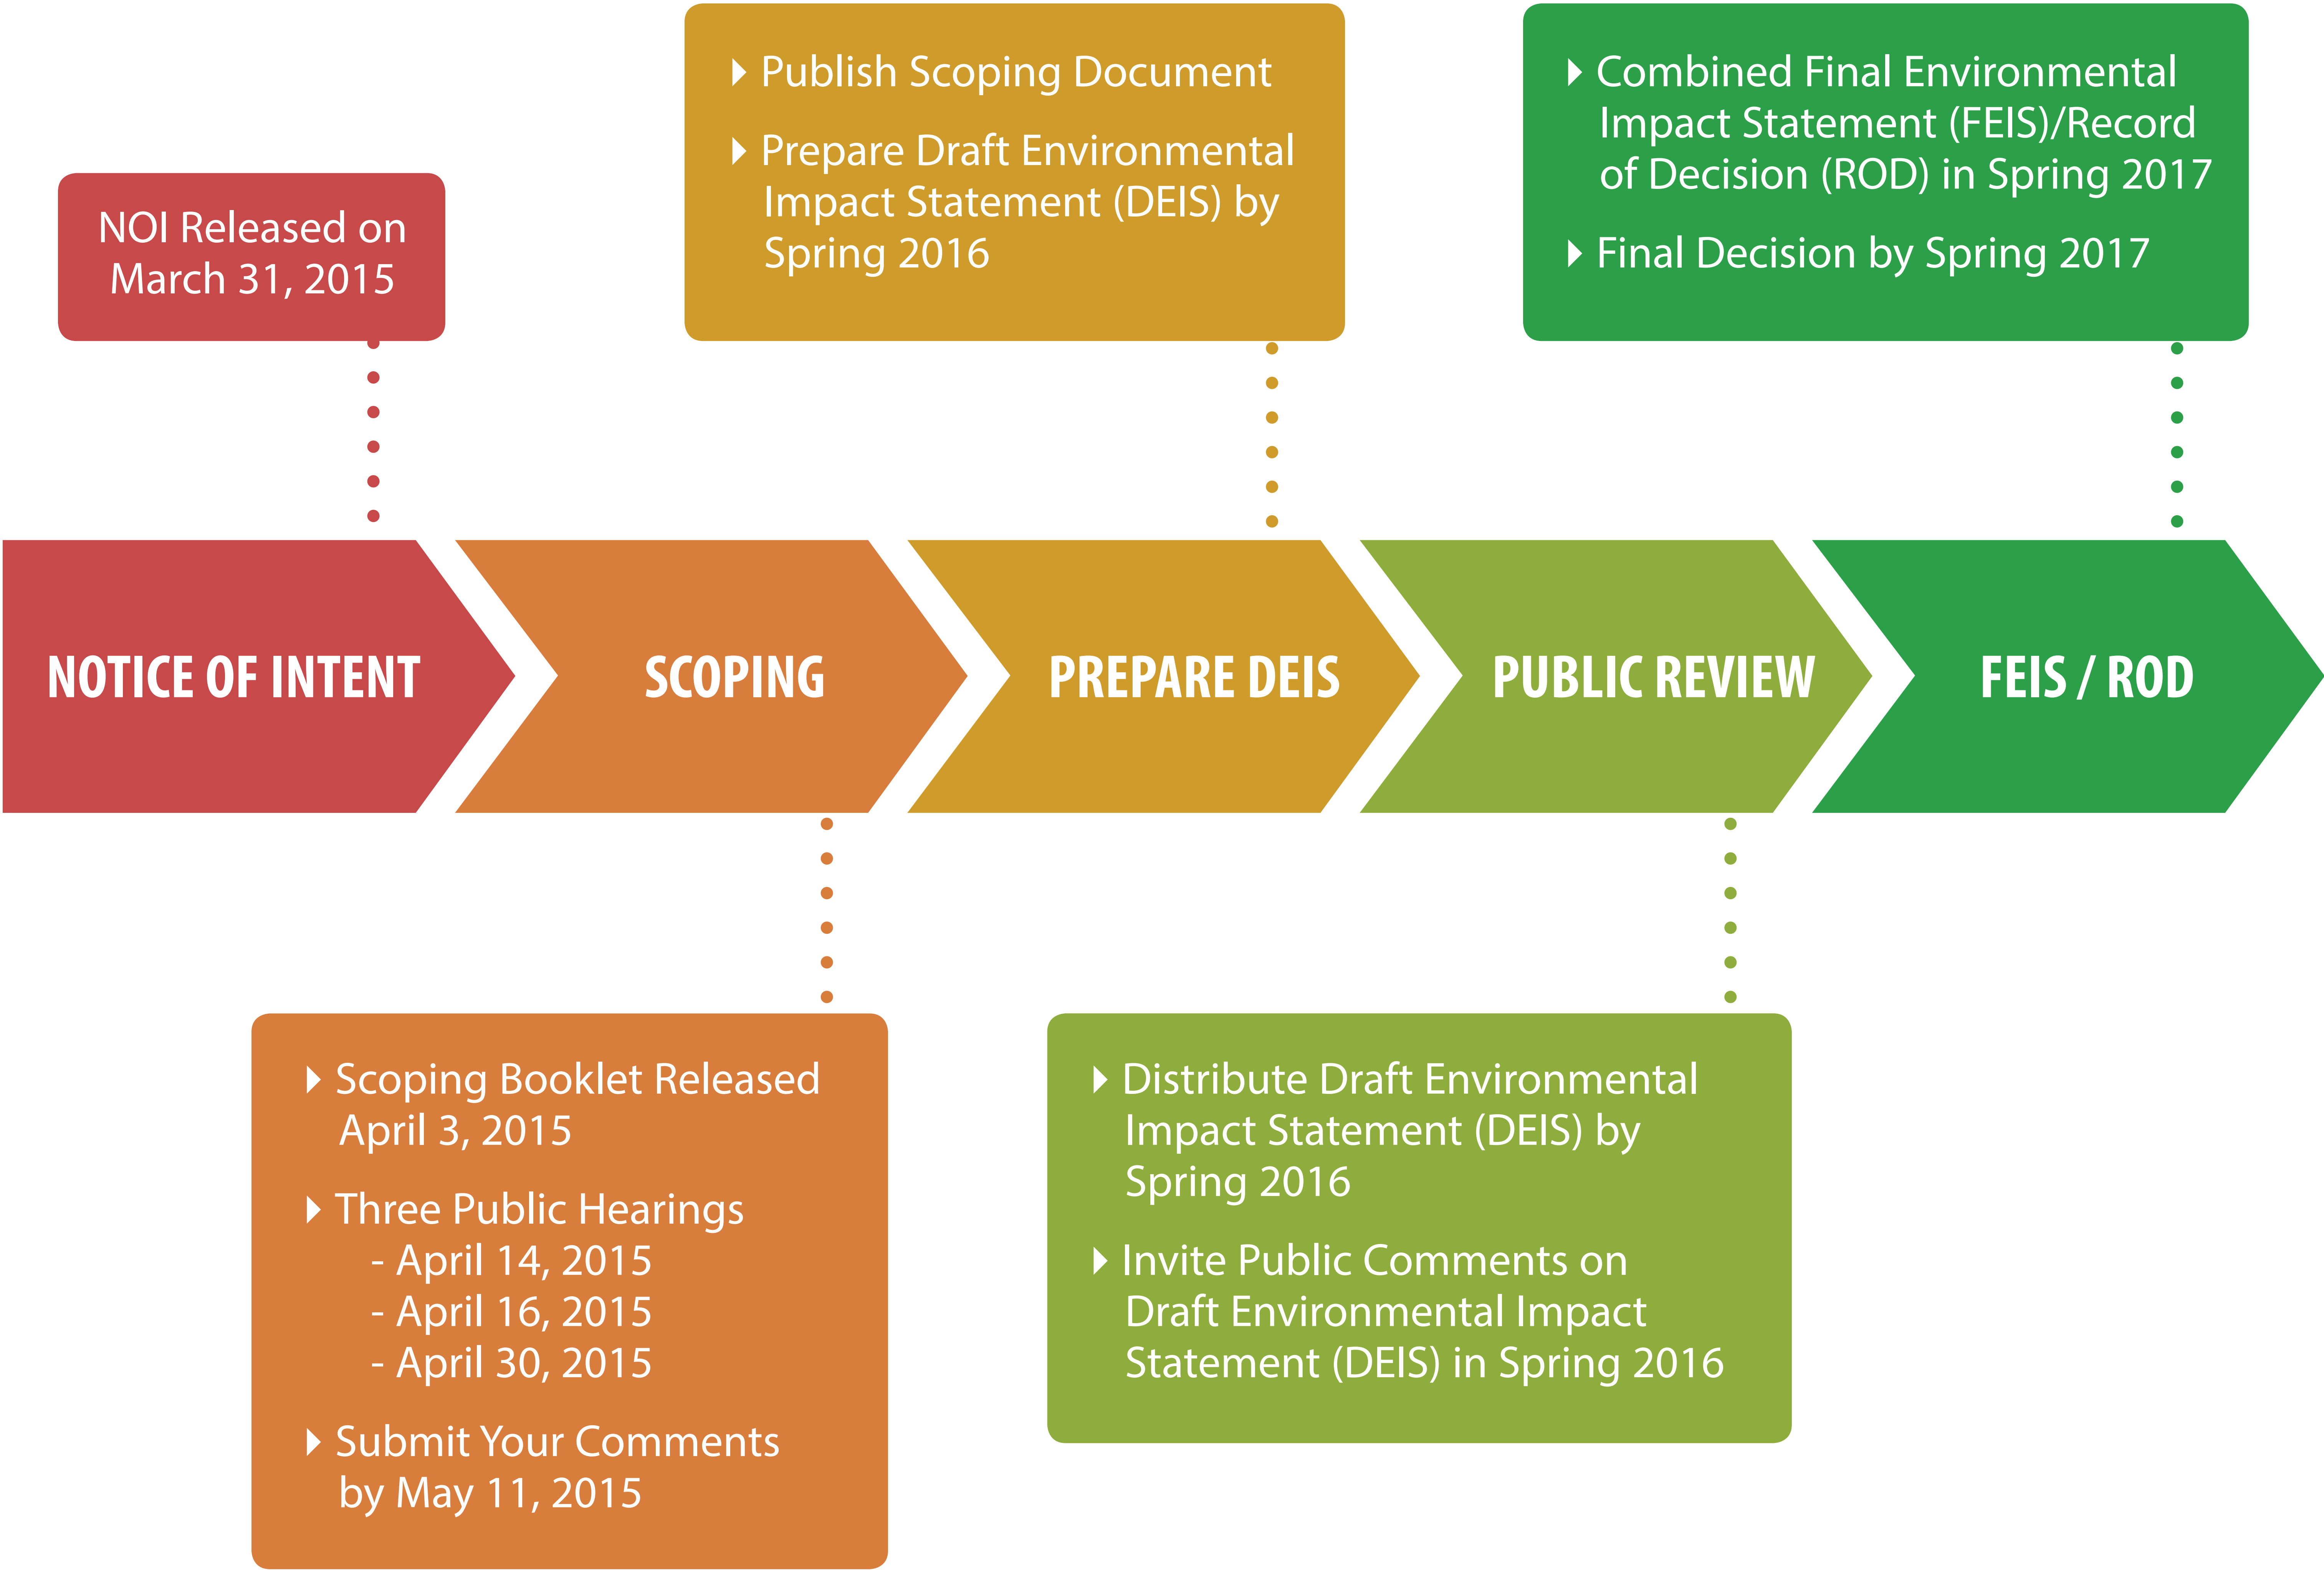 NOI Released on
March 31, 2015
Publish Scoping Document
Prepare Draft Environmental
Impact Statement (DEIS) by
Spring 2016
Combined Final Environmental
Impact Statement (FEIS)/Record
of Decision (ROD) in Spring 2017
Final Decision by Spring 2017
NOTICE OF INTENT
SCOPING
PREPARE DEIS
PUBLIC REVIEW
FEIS / ROD
Scoping Booklet Released
April 3, 2015
Three Public Hearings
- April 14, 2015
- April 16, 2015
- April 30, 2015
Submit Your Comments
by May 11, 2015
Distribute Draft Environmental
Impact Statement (DEIS) by
Spring 2016
Invite Public Comments on
Draft Environmental Impact
Statement (DEIS) in Spring 2016